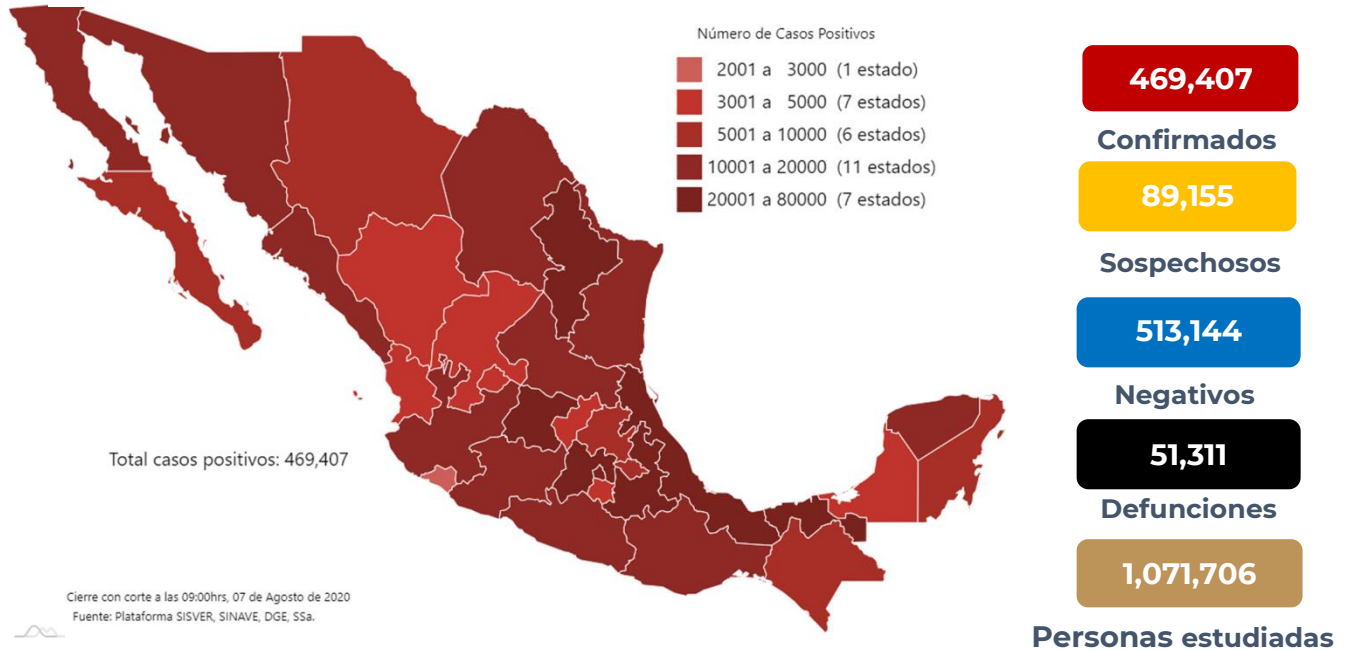 Número de Casos Positivos
2001 a 3000 (1 estado)
3001 a 5000 (7 estados)
5001 a 10000 (6 estados)
10001 a 20000 (11 estados)
20001 a 80000 (7 estados)
Total casos positivos: 469,407
Cierre con corte a las 09:00hrs, 07 de Agosto de 2020
Fuente: Plataforma SISVER, SINAVE, DGE, SSa.
469,407
Confirmados
89,155
Sospechosos
513,144
Negativos
51,311
Defunciones
1,071,706
Personas estudiadas